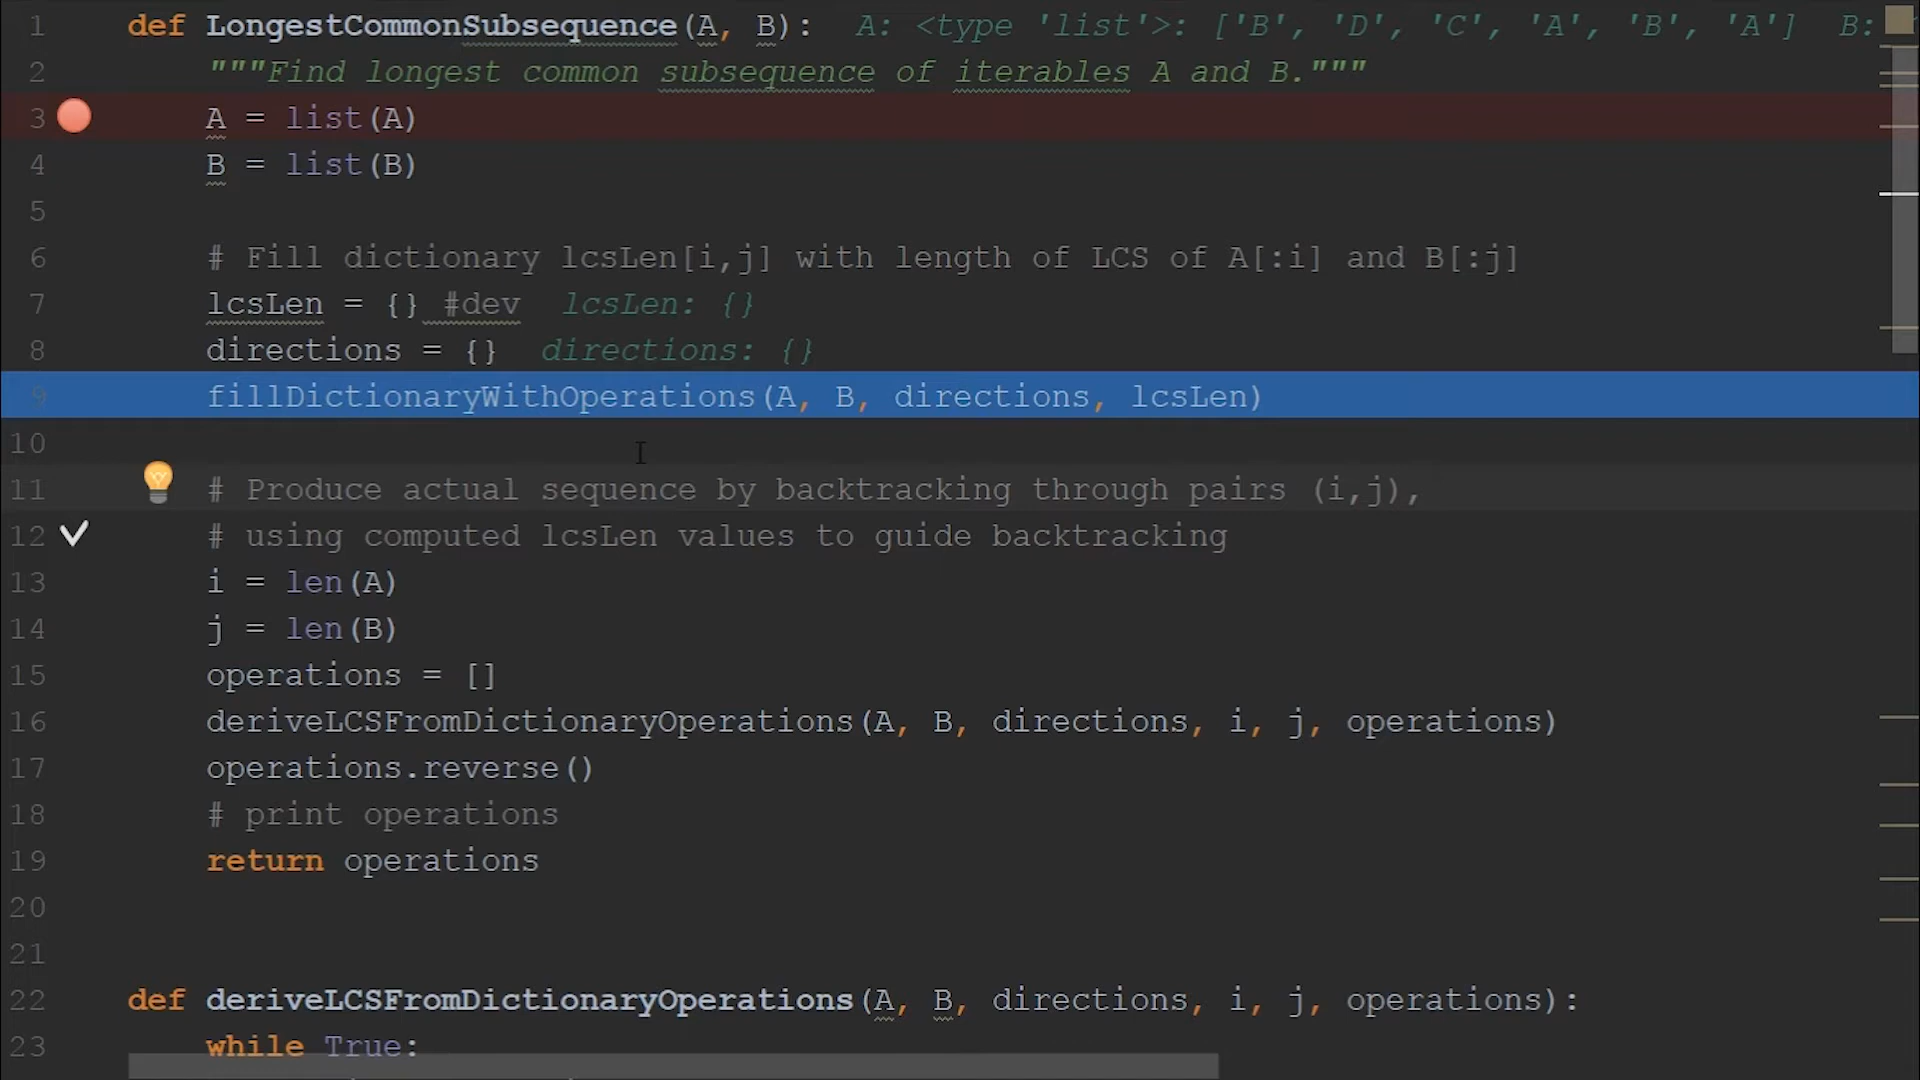 1 def LongestCommonSubsequence(A, B): A: <type 'list'>: ['B', 'D', 'C', 'A', 'B', 'A'] B:
2 """Find longest common subsequence of iterables A and B."""
3 A = list(A)
4 B = list(B)
5
6 # Fill dictionary lcsLen[i,j] with length of LCS of A[:i] and B[:j]
7 lcsLen = {} #dev lcsLen: {}
8 directions = {} directions: {}
9 fillDictionaryWithOperations(A, B, directions, lcsLen)
10
11 # Produce actual sequence by backtracking through pairs (i,j),
12 # using computed lcsLen values to guide backtracking
13 i = len(A)
14 j = len(B)
15 operations = []
16 deriveLCSFromDictionaryOperations(A, B, directions, i, j, operations)
17 operations.reverse()
18 # print operations
19 return operations
20
21
22 def deriveLCSFromDictionaryOperations(A, B, directions, i, j, operations):
23 while True: